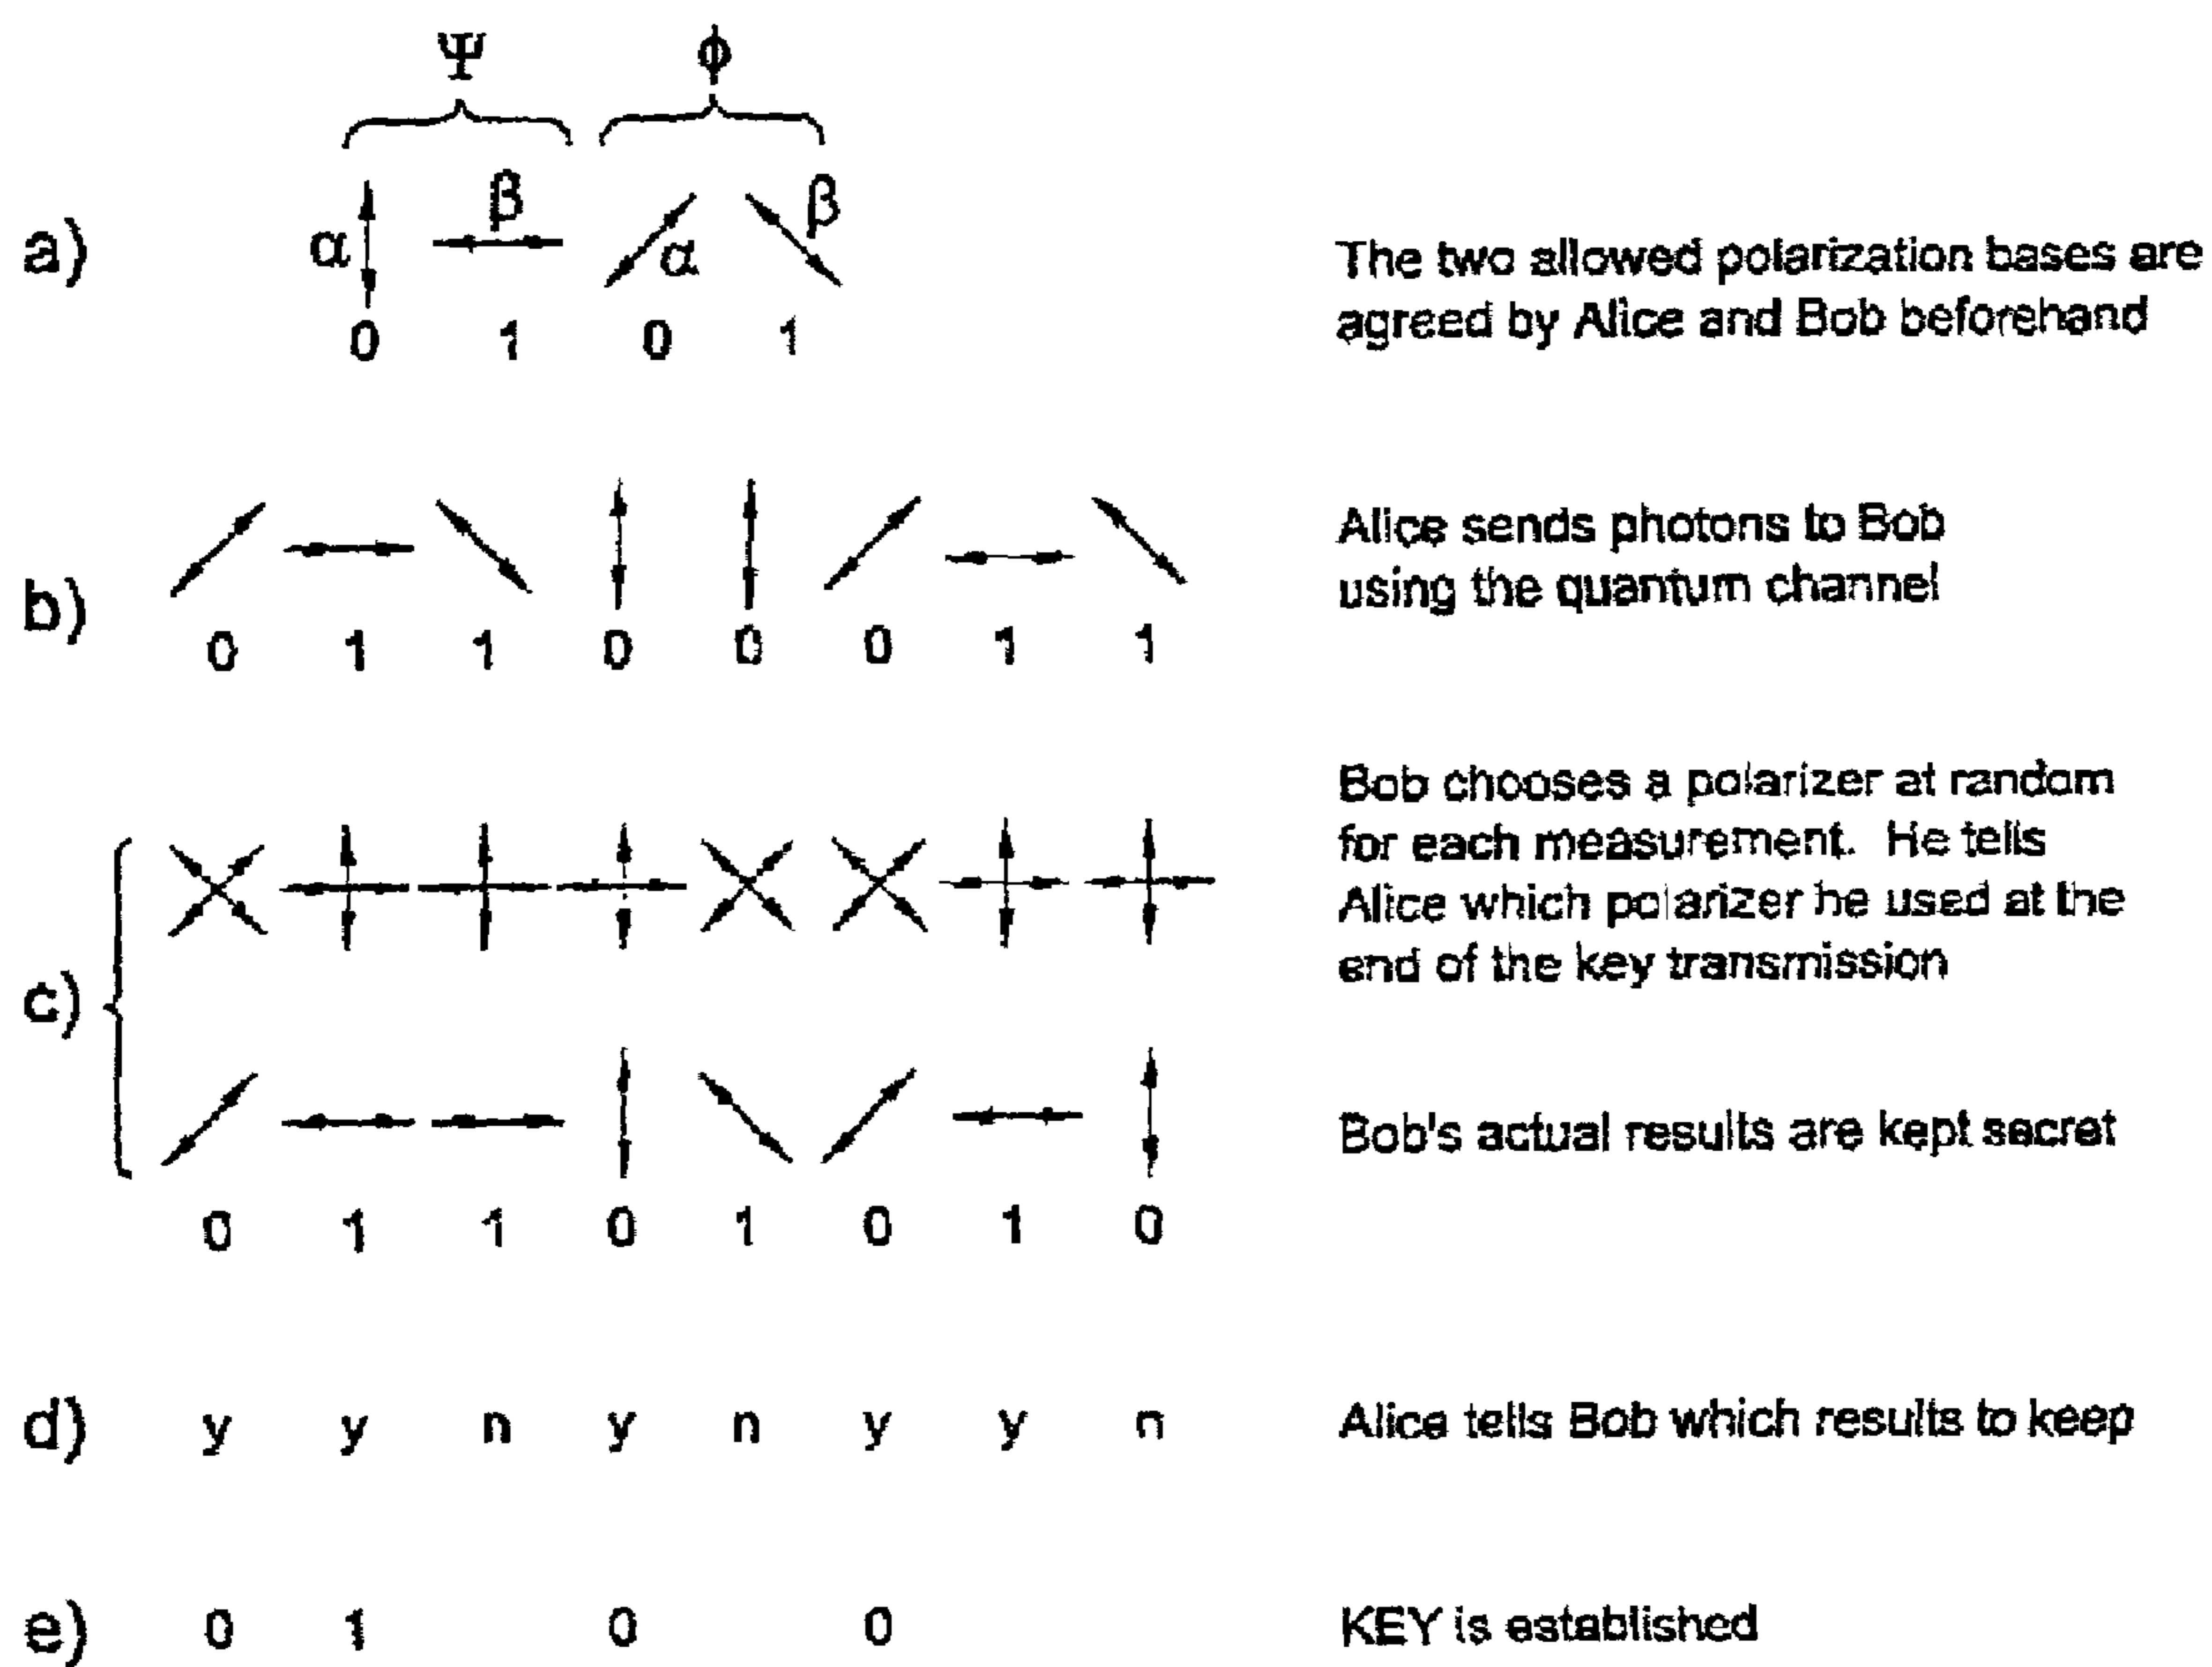 Ψ ϕ
a) α β α β
0 1 0 1
The two allowed polarization bases are
agreed by Alice and Bob beforehand
b)
0 1 1 0 0 0 1 1
Alice sends photons to Bob
using the quantum channel
c)
Bob chooses a polarizer at random
for each measurement. He tells
Alice which polarizer he used at the
end of the key transmission
Bob's actual results are kept secret
0 1 1 0 1 0 1 0
d) y y n y n y y n
Alice tells Bob which results to keep
e) 0 1 0 0
KEY is established